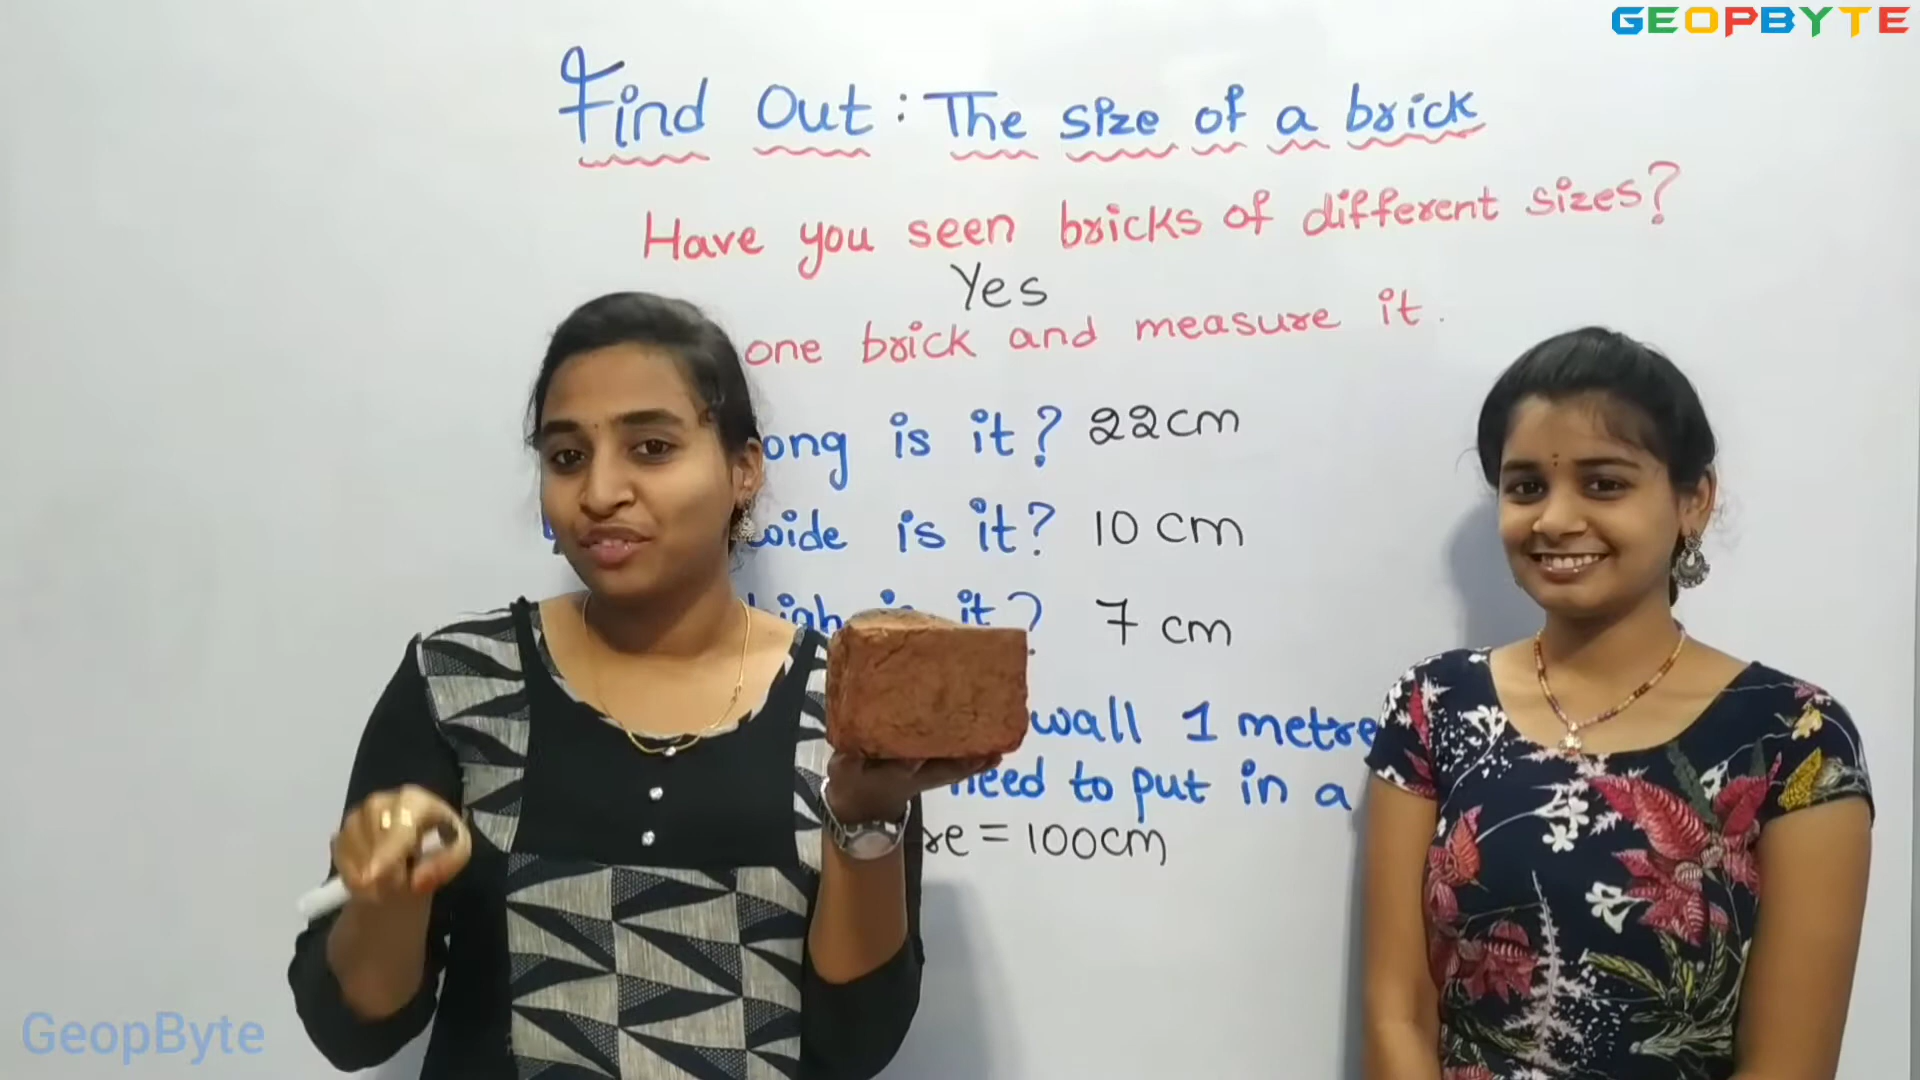 GEOPBYTE
Find Out : The size of a brick
Have you seen bricks of different sizes?
Yes
one brick and measure it.
ong is it? 22cm
wide is it? 10 cm
high is it? 7 cm
wall 1 metre
need to put in a
re = 100cm
GeopByte